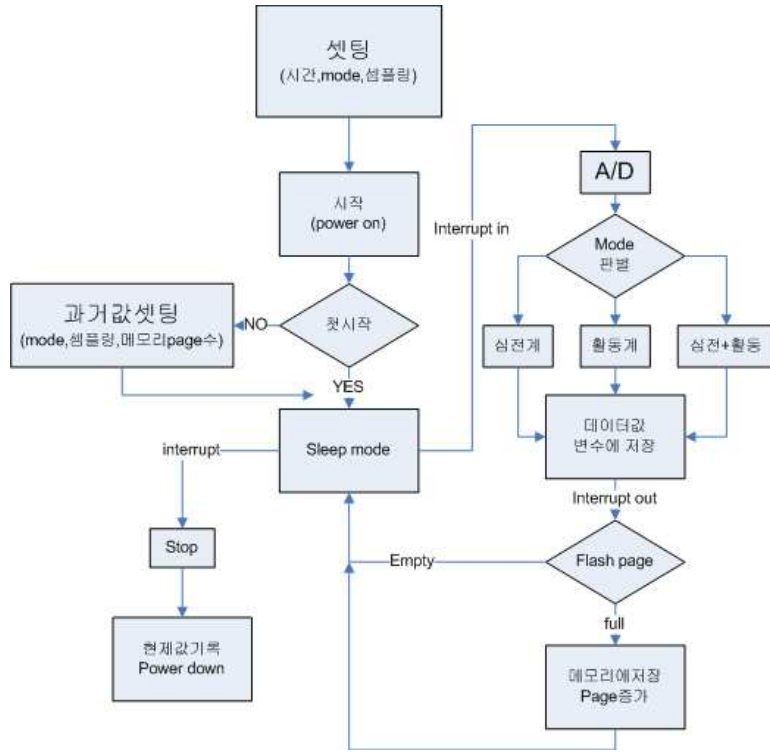 셋팅
(시간,mode,섬플링)
시작
(power on)
Interrupt in
A/D
Mode
판별
과거값셋팅
(mode,셈플링,메모리page수)
NO
첫시작
YES
심전계
활동계
심전+활동
데이터값
변수에 저장
interrupt
Sleep mode
Interrupt out
Stop
Empty
Flash page
full
현제값기록
Power down
메모리에저장
Page증가